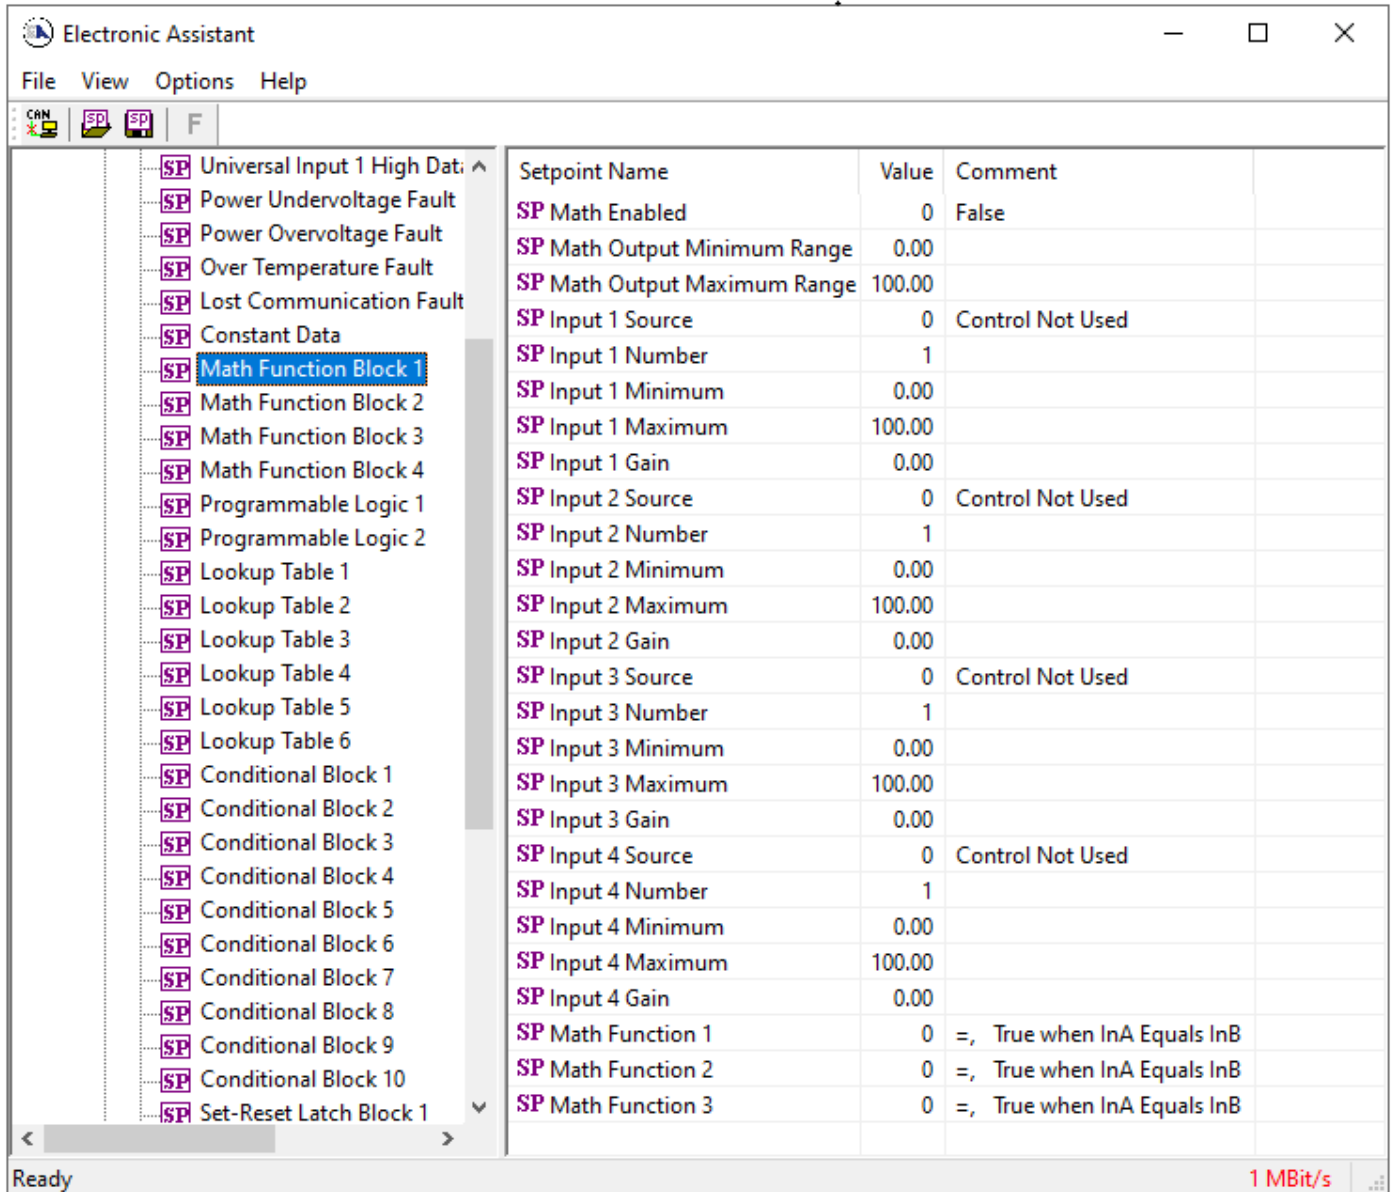 Electronic Assistant
File View Options Help
CAN SP SP F
SP Universal Input 1 High Data
SP Power Undervoltage Fault
SP Power Overvoltage Fault
SP Over Temperature Fault
SP Lost Communication Fault
SP Constant Data
SP Math Function Block 1
SP Math Function Block 2
SP Math Function Block 3
SP Math Function Block 4
SP Programmable Logic 1
SP Programmable Logic 2
SP Lookup Table 1
SP Lookup Table 2
SP Lookup Table 3
SP Lookup Table 4
SP Lookup Table 5
SP Lookup Table 6
SP Conditional Block 1
SP Conditional Block 2
SP Conditional Block 3
SP Conditional Block 4
SP Conditional Block 5
SP Conditional Block 6
SP Conditional Block 7
SP Conditional Block 8
SP Conditional Block 9
SP Conditional Block 10
SP Set-Reset Latch Block 1
Setpoint Name Value Comment
SP Math Enabled 0 False
SP Math Output Minimum Range 0.00
SP Math Output Maximum Range 100.00
SP Input 1 Source 0 Control Not Used
SP Input 1 Number 1
SP Input 1 Minimum 0.00
SP Input 1 Maximum 100.00
SP Input 1 Gain 0.00
SP Input 2 Source 0 Control Not Used
SP Input 2 Number 1
SP Input 2 Minimum 0.00
SP Input 2 Maximum 100.00
SP Input 2 Gain 0.00
SP Input 3 Source 0 Control Not Used
SP Input 3 Number 1
SP Input 3 Minimum 0.00
SP Input 3 Maximum 100.00
SP Input 3 Gain 0.00
SP Input 4 Source 0 Control Not Used
SP Input 4 Number 1
SP Input 4 Minimum 0.00
SP Input 4 Maximum 100.00
SP Input 4 Gain 0.00
SP Math Function 1 0 =, True when InA Equals InB
SP Math Function 2 0 =, True when InA Equals InB
SP Math Function 3 0 =, True when InA Equals InB
Ready 1 MBit/s